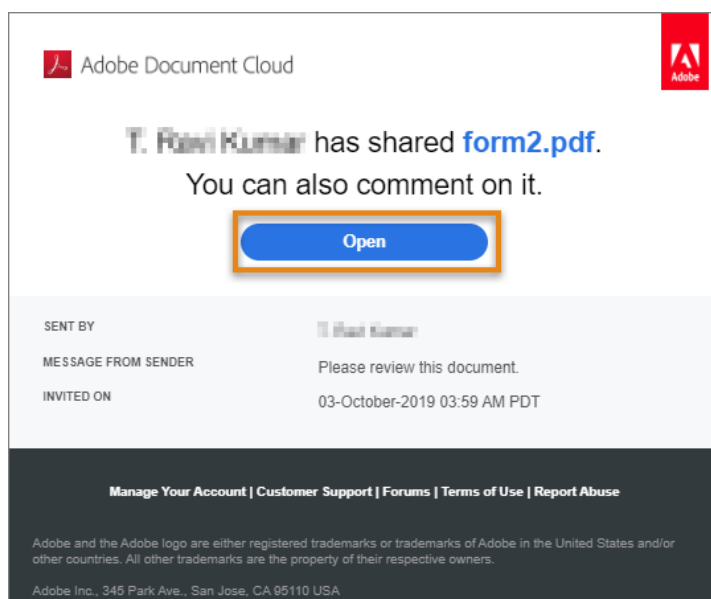 Adobe Document Cloud
Adobe
has shared form2.pdf.
You can also comment on it.
Open
SENT BY
MESSAGE FROM SENDER Please review this document.
INVITED ON 03-October-2019 03:59 AM PDT
Manage Your Account | Customer Support | Forums | Terms of Use | Report Abuse
Adobe and the Adobe logo are either registered trademarks or trademarks of Adobe in the United States and/or
other countries. All other trademarks are the property of their respective owners.
Adobe Inc., 345 Park Ave., San Jose, CA 95110 USA